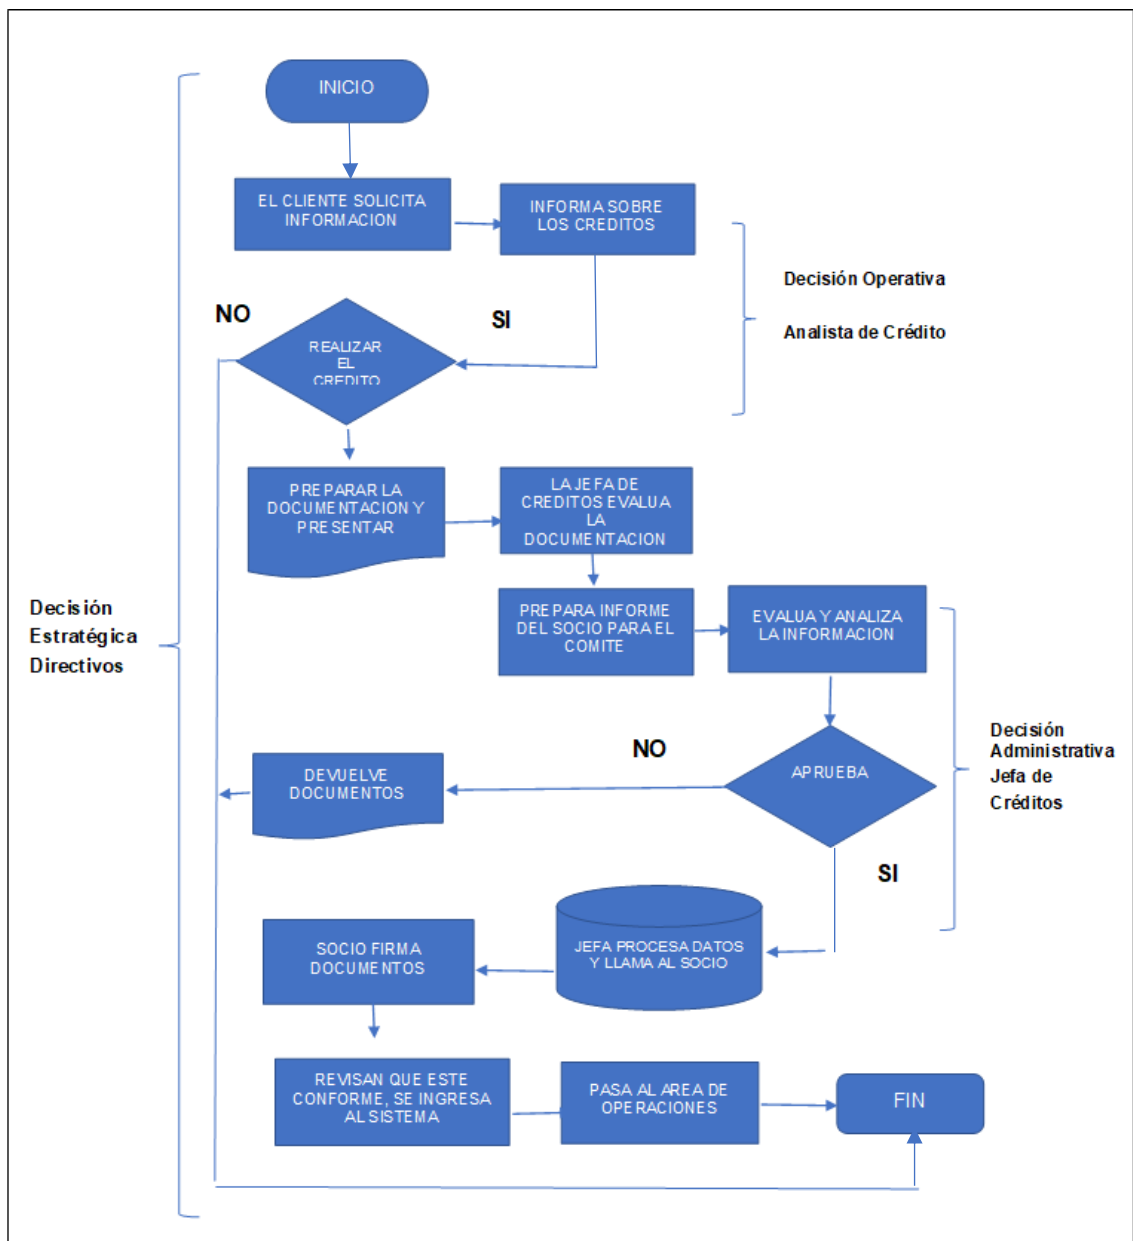 INICIO
EL CLIENTE SOLICITA
INFORMACION
INFORMA SOBRE
LOS CREDITOS
Decisión Operativa
Analista de Crédito
NO
SI
REALIZAR
EL
CREDITO
PREPARAR LA
DOCUMENTACION Y
PRESENTAR
LA JEFA DE
CREDITOS EVALUA
LA
DOCUMENTACION
Decisión
Estratégica
Directivos
PREPARA INFORME
DEL SOCIO PARA EL
COMITE
EVALUA Y ANALIZA
LA INFORMACION
Decisión
Administrativa
Jefa de
Créditos
NO
APRUEBA
DEVUELVE
DOCUMENTOS
SI
JEFA PROCESA DATOS
Y LLAMA AL SOCIO
SOCIO FIRMA
DOCUMENTOS
REVISAN QUE ESTE
CONFORME, SE INGRESA
AL SISTEMA
PASA AL AREA DE
OPERACIONES
FIN